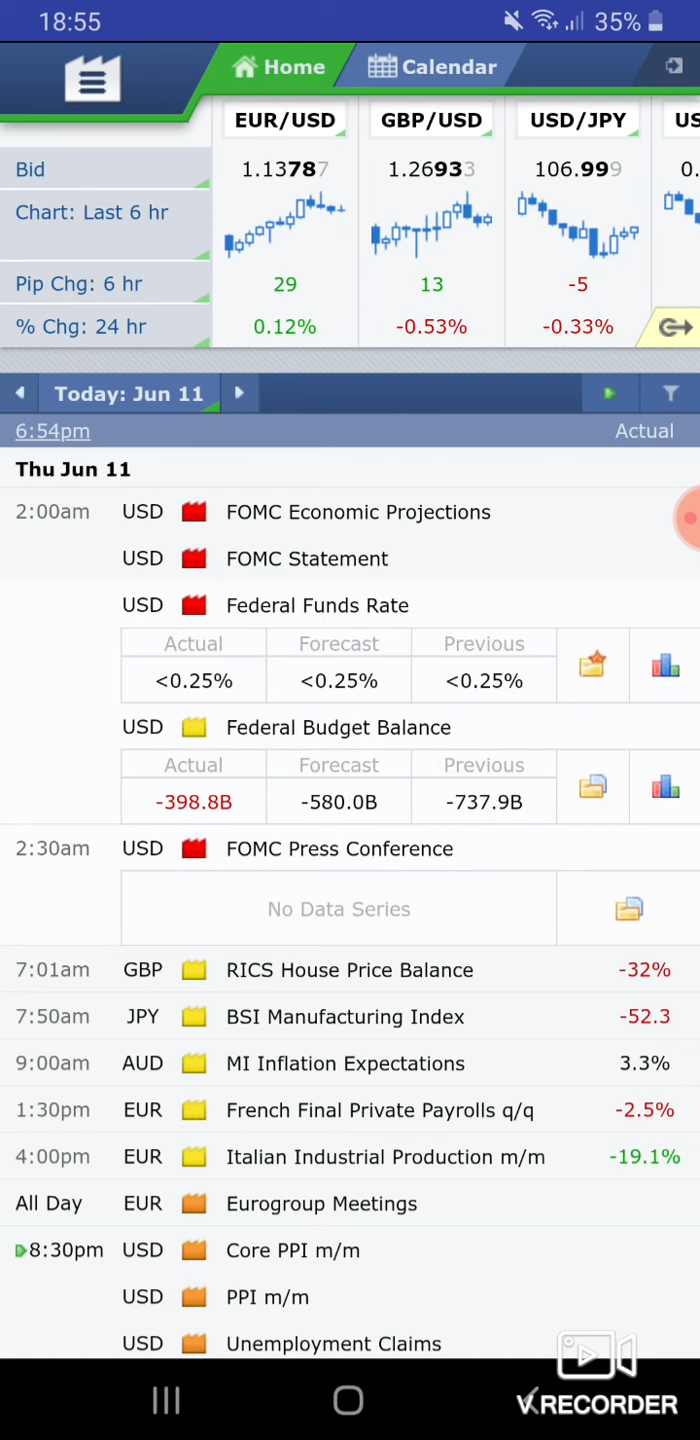 18:55 35%
Home Calendar
EUR/USD GBP/USD USD/JPY US
Bid 1.13787 1.26933 106.999 0.
Chart: Last 6 hr
Pip Chg: 6 hr 29 13 -5
% Chg: 24 hr 0.12% -0.53% -0.33%
Today: Jun 11
6:54pm Actual
Thu Jun 11
2:00am USD FOMC Economic Projections
USD FOMC Statement
USD Federal Funds Rate
Actual Forecast Previous
<0.25% <0.25% <0.25%
USD Federal Budget Balance
Actual Forecast Previous
-398.8B -580.0B -737.9B
2:30am USD FOMC Press Conference
No Data Series
7:01am GBP RICS House Price Balance -32%
7:50am JPY BSI Manufacturing Index -52.3
9:00am AUD MI Inflation Expectations 3.3%
1:30pm EUR French Final Private Payrolls q/q -2.5%
4:00pm EUR Italian Industrial Production m/m -19.1%
All Day EUR Eurogroup Meetings
8:30pm USD Core PPI m/m
USD PPI m/m
USD Unemployment Claims
V.RECORDER